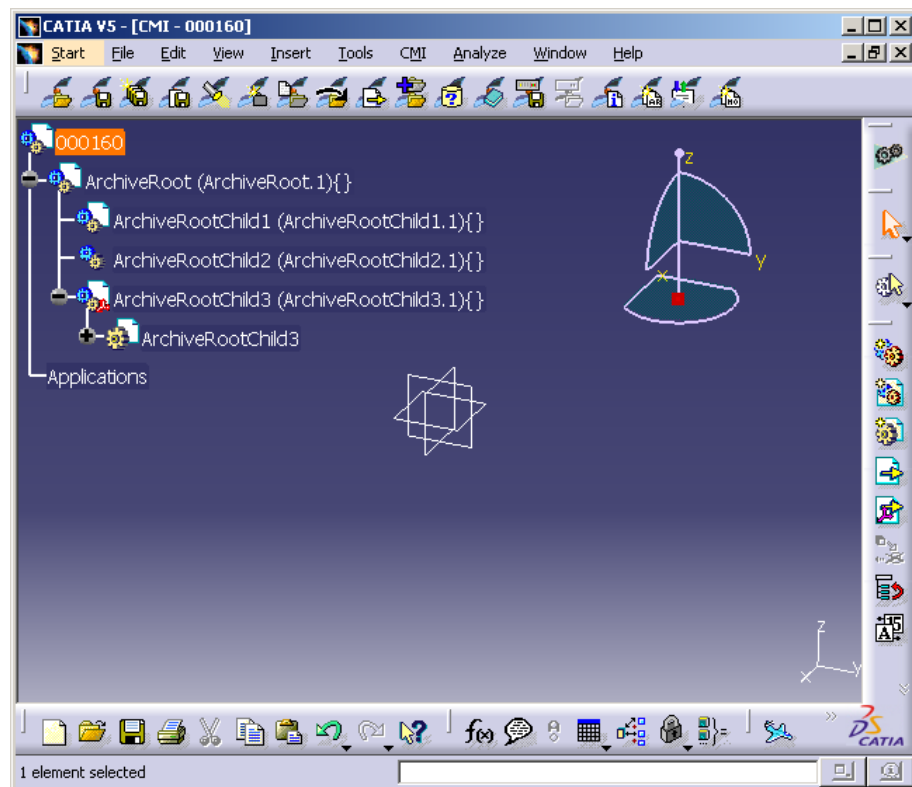 CATIA V5 - [CMI - 000160]
Start File Edit View Insert Tools CMI Analyze Window Help
000160
ArchiveRoot (ArchiveRoot.1){}
ArchiveRootChild1 (ArchiveRootChild1.1){}
ArchiveRootChild2 (ArchiveRootChild2.1){}
ArchiveRootChild3 (ArchiveRootChild3.1){}
ArchiveRootChild3
Applications
z
y
x
z
y
x
f(x)
DS
CATIA
1 element selected